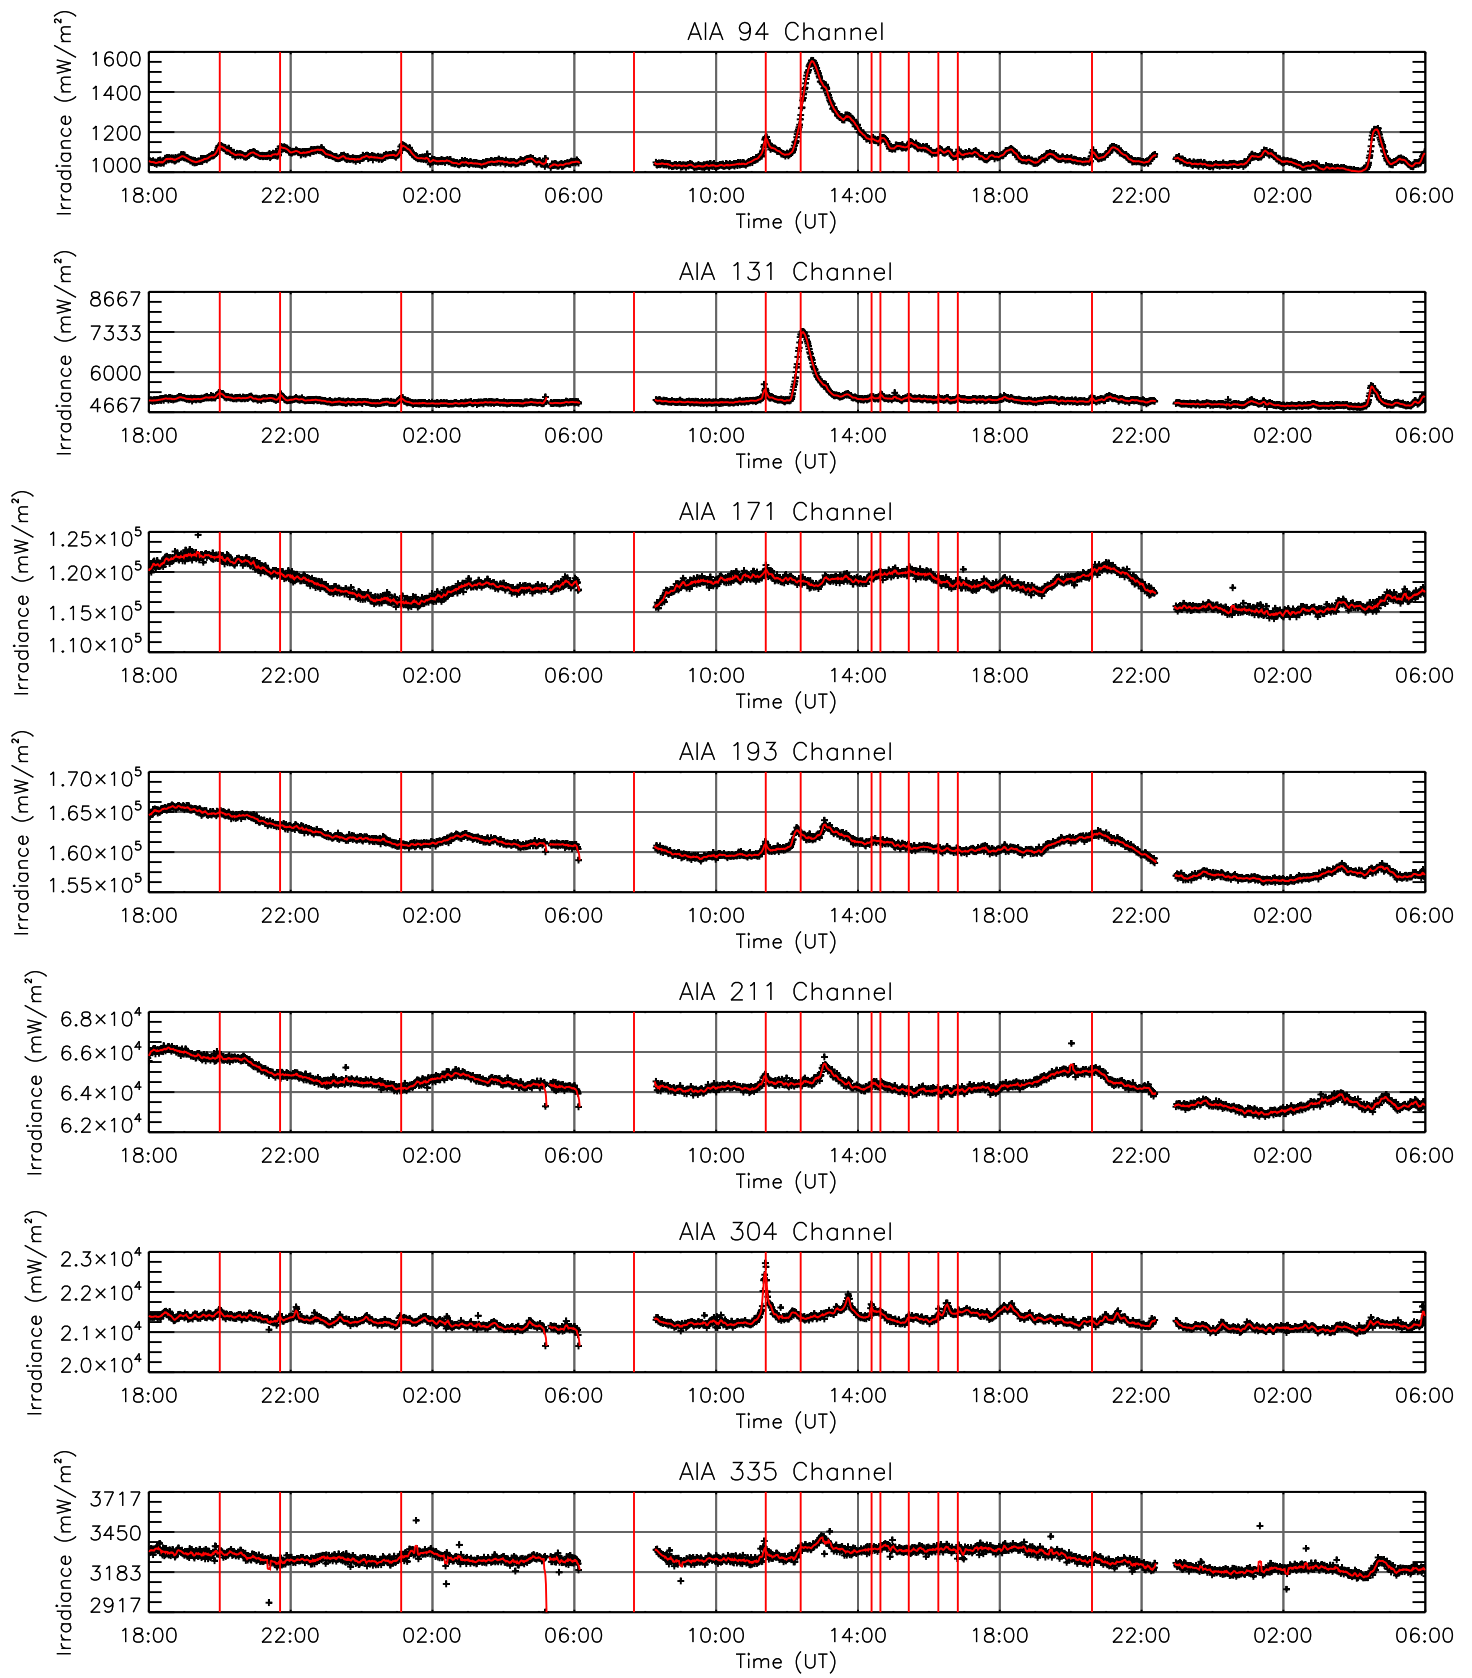 AIA 94 Channel
Irradiance (mW/m²)
1600
1400
1200
1000
18:00 22:00 02:00 06:00 10:00 14:00 18:00 22:00 02:00 06:00
Time (UT)
AIA 131 Channel
Irradiance (mW/m²)
8667
7333
6000
4667
18:00 22:00 02:00 06:00 10:00 14:00 18:00 22:00 02:00 06:00
Time (UT)
AIA 171 Channel
Irradiance (mW/m²)
1.25×10⁵
1.20×10⁵
1.15×10⁵
1.10×10⁵
18:00 22:00 02:00 06:00 10:00 14:00 18:00 22:00 02:00 06:00
Time (UT)
AIA 193 Channel
Irradiance (mW/m²)
1.70×10⁵
1.65×10⁵
1.60×10⁵
1.55×10⁵
18:00 22:00 02:00 06:00 10:00 14:00 18:00 22:00 02:00 06:00
Time (UT)
AIA 211 Channel
Irradiance (mW/m²)
6.8×10⁴
6.6×10⁴
6.4×10⁴
6.2×10⁴
18:00 22:00 02:00 06:00 10:00 14:00 18:00 22:00 02:00 06:00
Time (UT)
AIA 304 Channel
Irradiance (mW/m²)
2.3×10⁴
2.2×10⁴
2.1×10⁴
2.0×10⁴
18:00 22:00 02:00 06:00 10:00 14:00 18:00 22:00 02:00 06:00
Time (UT)
AIA 335 Channel
Irradiance (mW/m²)
3717
3450
3183
2917
18:00 22:00 02:00 06:00 10:00 14:00 18:00 22:00 02:00 06:00
Time (UT)